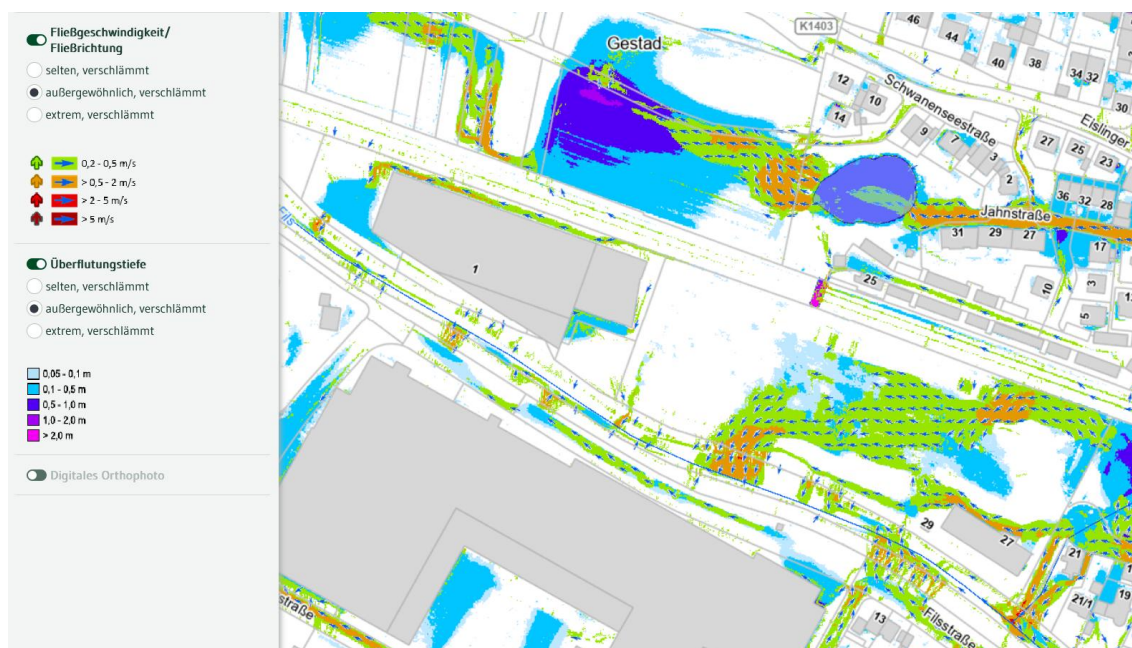 Fließgeschwindigkeit/
Fließrichtung
selten, verschlämmt
außergewöhnlich, verschlämmt
extrem, verschlämmt
0,2 - 0,5 m/s
> 0,5 - 2 m/s
> 2 - 5 m/s
> 5 m/s
Überflutungstiefe
selten, verschlämmt
außergewöhnlich, verschlämmt
extrem, verschlämmt
0,05 - 0,1 m
0,1 - 0,5 m
0,5 - 1,0 m
1,0 - 2,0 m
> 2,0 m
Digitales Orthophoto
K1403
Gestad
46
44
40
38
34
32
30
12
10
14
Schwanenseestraße
Eislinger
9
7
3
2
27
25
23
36
32
28
Jahnstraße
31
29
27
17
Fils
1
25
10
3
5
29
27
21
21/1
19
13
Filsstraße
straße